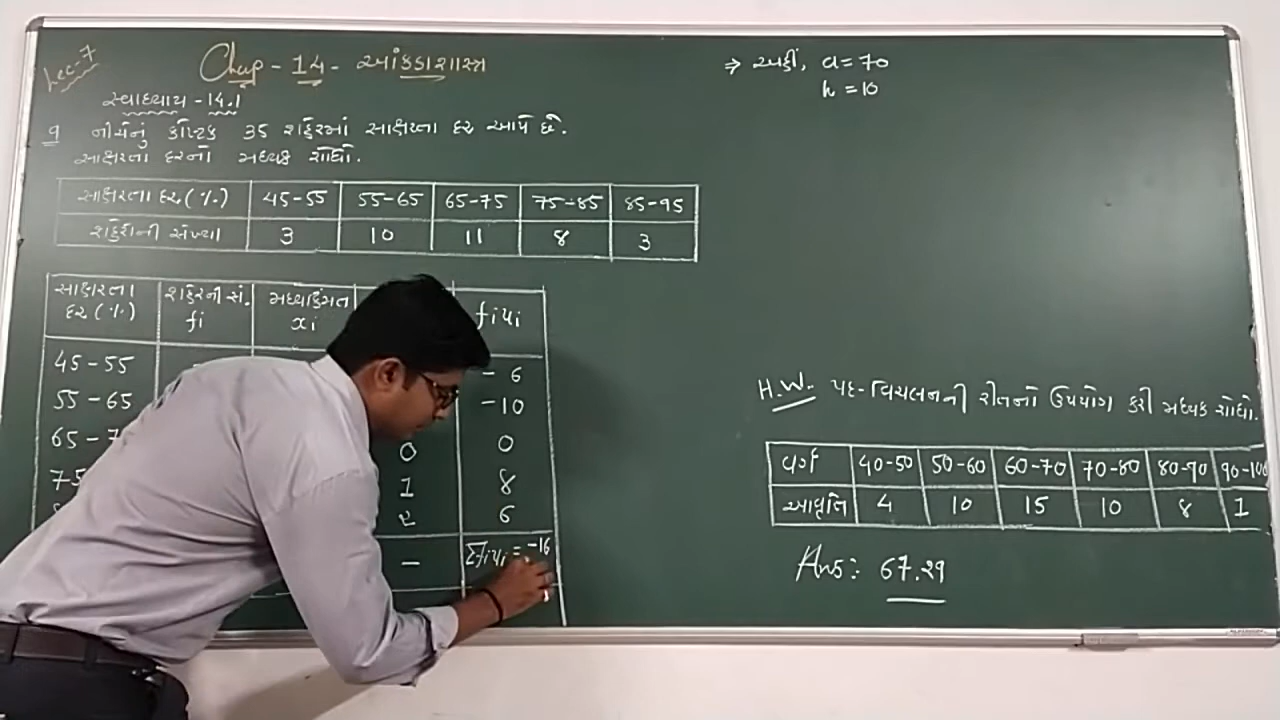 Lec-7
Chap - 14 - આંકડાશાસ્ત્ર
સ્વાધ્યાય - 14.1
9 નીચેનું કોષ્ટક 35 શહેરમાં સાક્ષરતા દર આપે છે.
સાક્ષરતા દરનો મધ્યક શોધો.
સાક્ષરતા દર (%) 45-55 55-65 65-75 75-85 85-95
શહેરોની સંખ્યા 3 10 11 8 3
સાક્ષરતા દર (%) શહેરની સં. fi મધ્યકિંમત xi fiui
45-55 - 6
55-65 -10
65-7 0 0
75 1 8
2 6
- Σfiui = -16
⇒ અહીં, a = 70
h = 10
H.W. પદ-વિચલનની રીતનો ઉપયોગ કરી મધ્યક શોધો.
વર્ગ 40-50 50-60 60-70 70-80 80-90 90-100
આવૃત્તિ 4 10 15 10 8 1
Ans: 67.29